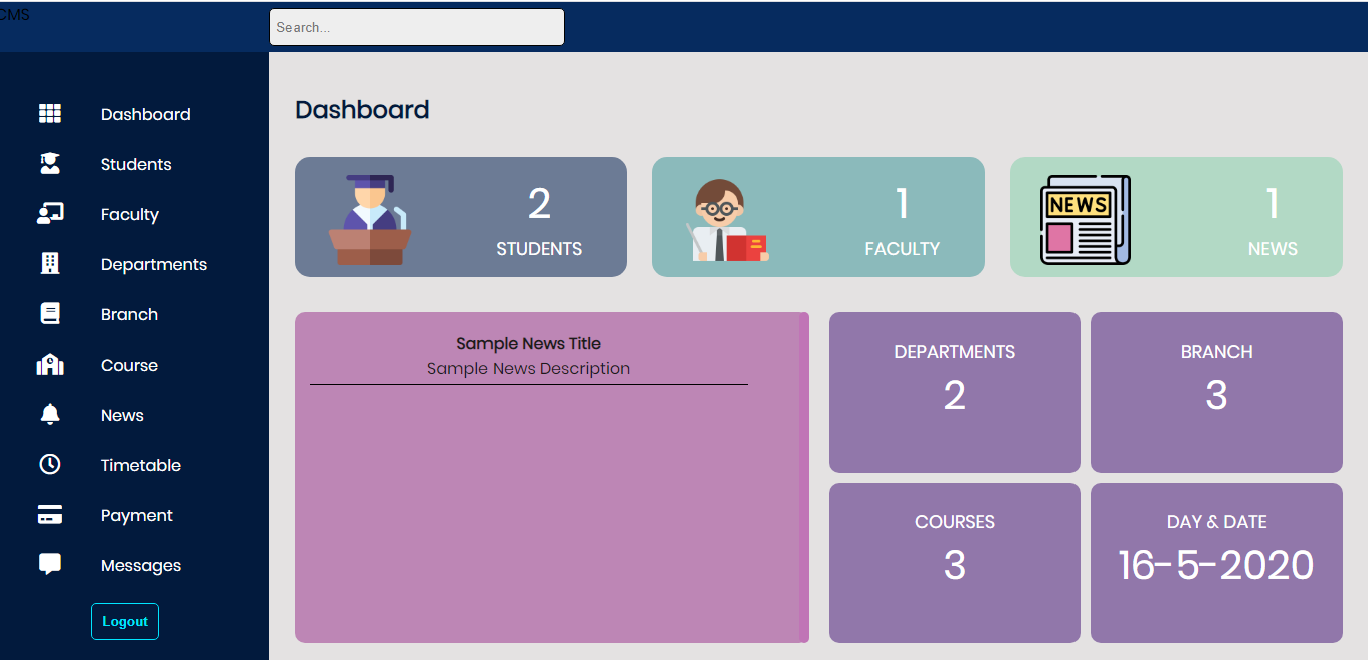 CMS
Search...
Dashboard
Students
Faculty
Departments
Branch
Course
News
Timetable
Payment
Messages
Logout
Dashboard
2
STUDENTS
1
FACULTY
NEWS
1
NEWS
Sample News Title
Sample News Description
DEPARTMENTS
2
BRANCH
3
COURSES
3
DAY & DATE
16-5-2020